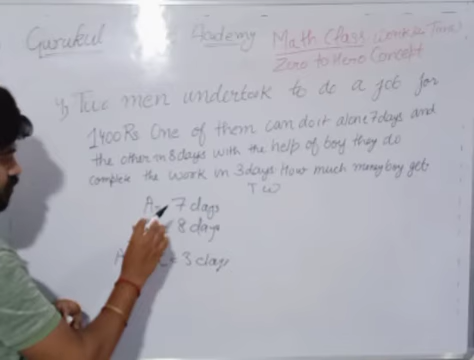 Gurukul Academy Math Class Work & Time
Zero to Hero Concept
Two men undertook to do a job for
1400 Rs One of them can do it alone 7 days and
the other in 8 days with the help of boy they do
complete the work in 3 days How much money boy get
T W
A = 7 days
8 days
= 3 days